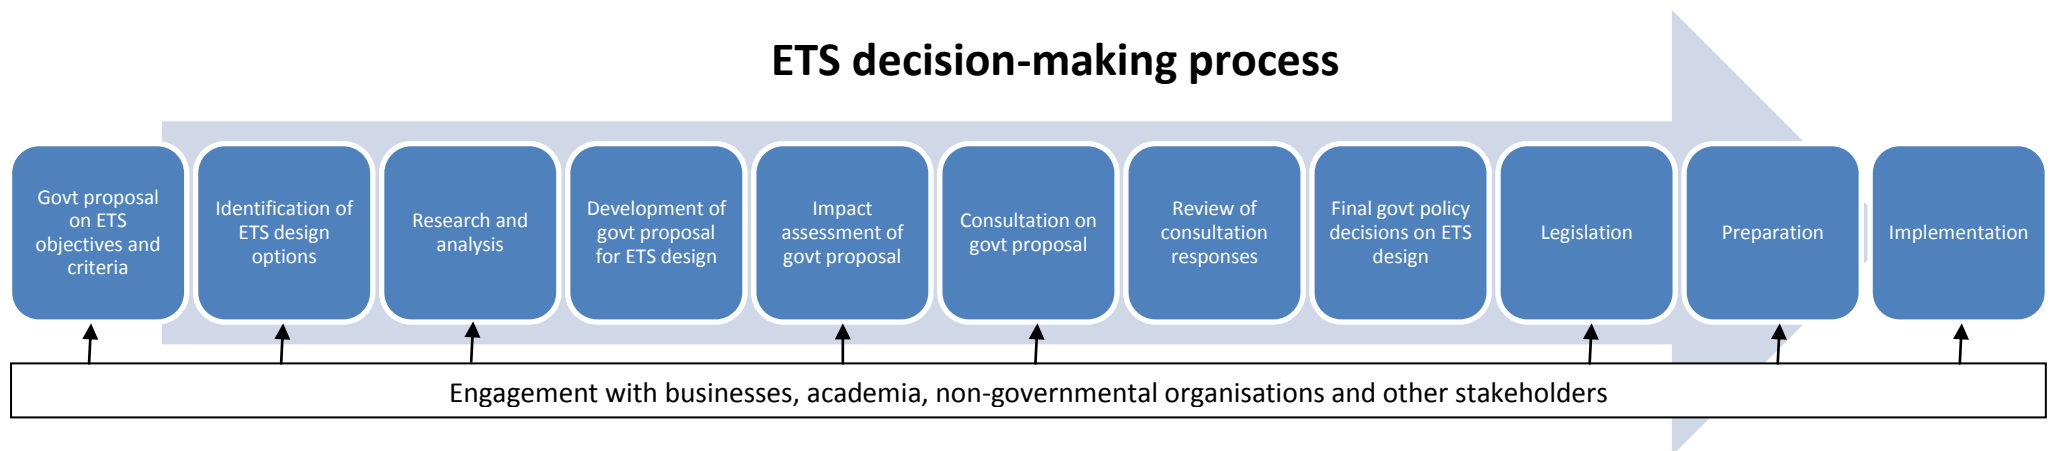 ETS decision-making process
Govt proposal
on ETS
objectives and
criteria
Identification of
ETS design
options
Research and
analysis
Development of
govt proposal
for ETS design
Impact
assessment of
govt proposal
Consultation on
govt proposal
Review of
consultation
responses
Final govt policy
decisions on ETS
design
Legislation
Preparation
Implementation
Engagement with businesses, academia, non-governmental organisations and other stakeholders